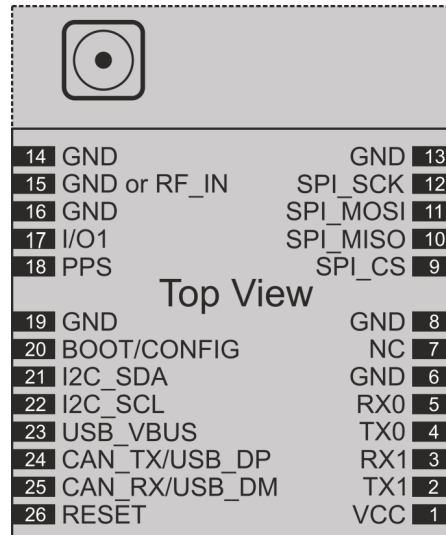 14 GND GND 13
15 GND or RF_IN SPI_SCK 12
16 GND SPI_MOSI 11
17 I/O1 SPI_MISO 10
18 PPS SPI_CS 9
Top View
19 GND GND 8
20 BOOT/CONFIG NC 7
21 I2C_SDA GND 6
22 I2C_SCL RX0 5
23 USB_VBUS TX0 4
24 CAN_TX/USB_DP RX1 3
25 CAN_RX/USB_DM TX1 2
26 RESET VCC 1